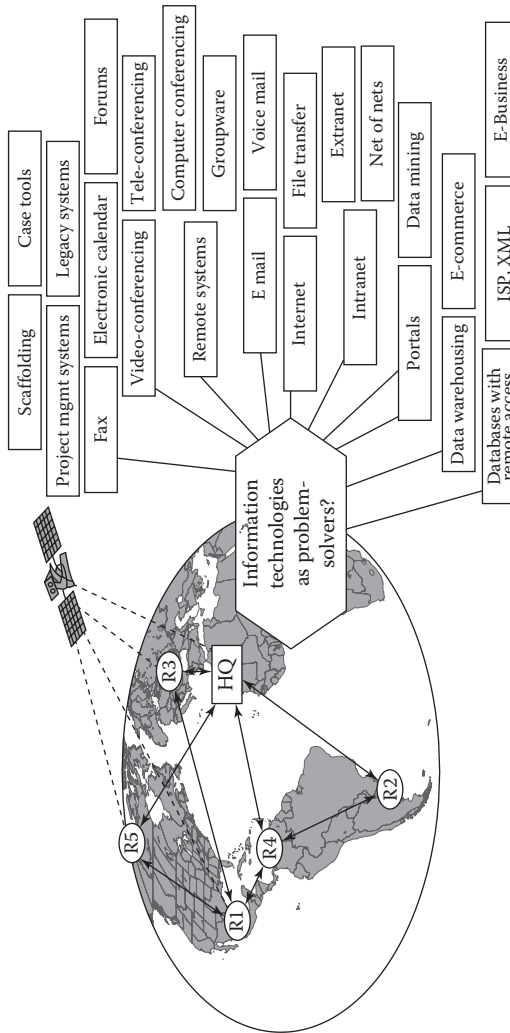 Scaffolding
Case tools
Project mgmt systems
Legacy systems
Fax
Electronic calendar
Forums
Video-conferencing
Tele-conferencing
Computer conferencing
Remote systems
Groupware
E mail
Voice mail
Internet
File transfer
Extranet
Intranet
Net of nets
Portals
Data mining
Data warehousing
E-commerce
Databases with
remote access
ISP, XML
E-Business
Information
technologies
as problem-
solvers?
R5
R3
HQ
R1
R4
R2